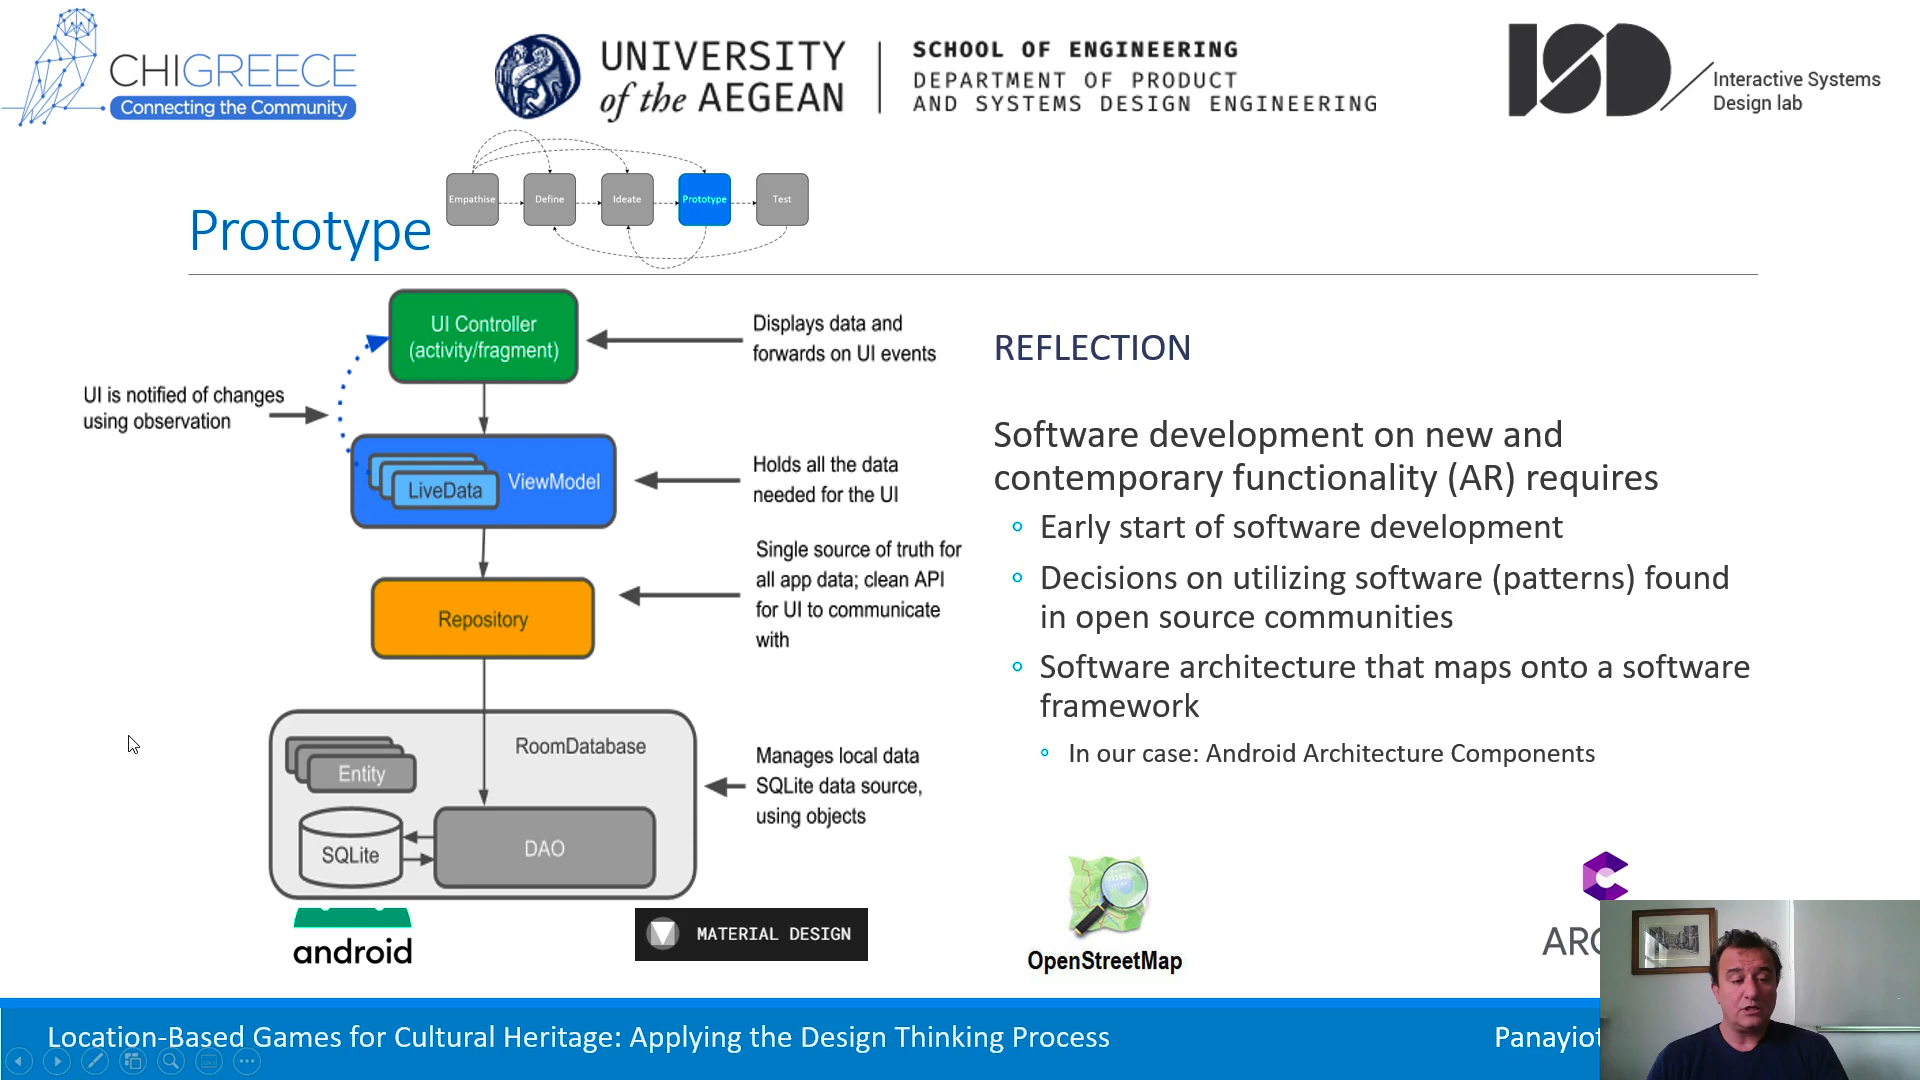 CHIGREECE
Connecting the Community
UNIVERSITY
of the AEGEAN
SCHOOL OF ENGINEERING
DEPARTMENT OF PRODUCT
AND SYSTEMS DESIGN ENGINEERING
ISD
Interactive Systems
Design lab
Empathise
Define
Ideate
Prototype
Test
Prototype
UI Controller
(activity/fragment)
Displays data and
forwards on UI events
UI is notified of changes
using observation
LiveData
ViewModel
Holds all the data
needed for the UI
Repository
Single source of truth for
all app data; clean API
for UI to communicate
with
RoomDatabase
Entity
SQLite
DAO
Manages local data
SQLite data source,
using objects
REFLECTION
Software development on new and
contemporary functionality (AR) requires
Early start of software development
Decisions on utilizing software (patterns) found
in open source communities
Software architecture that maps onto a software
framework
In our case: Android Architecture Components
android
MATERIAL DESIGN
OpenStreetMap
Location-Based Games for Cultural Heritage: Applying the Design Thinking Process